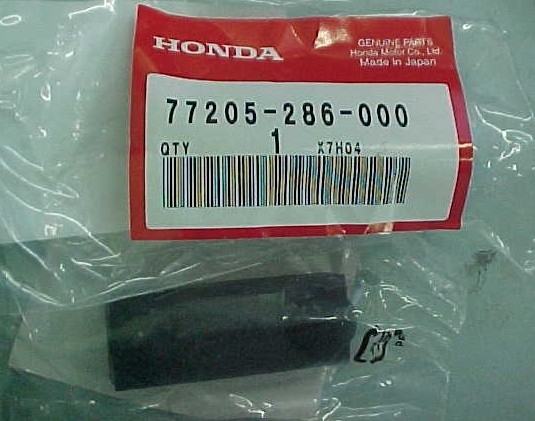 HONDA
GENUINE PARTS
Honda Motor Co., Ltd.
Made in Japan
77205-286-000
QTY 1 X7H04